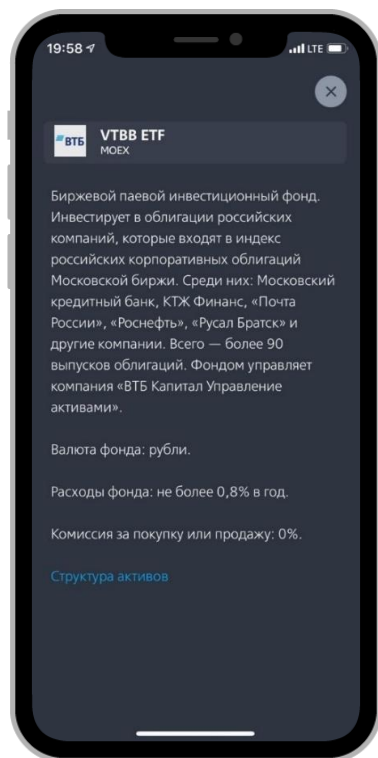 19:58
LTE
ВТБ
VTBB ETF
MOEX
Биржевой паевой инвестиционный фонд.
Инвестирует в облигации российских
компаний, которые входят в индекс
российских корпоративных облигаций
Московской биржи. Среди них: Московский
кредитный банк, КТЖ Финанс, «Почта
России», «Роснефть», «Русал Братск» и
другие компании. Всего — более 90
выпусков облигаций. Фондом управляет
компания «ВТБ Капитал Управление
активами».
Валюта фонда: рубли.
Расходы фонда: не более 0,8% в год.
Комиссия за покупку или продажу: 0%.
Структура активов